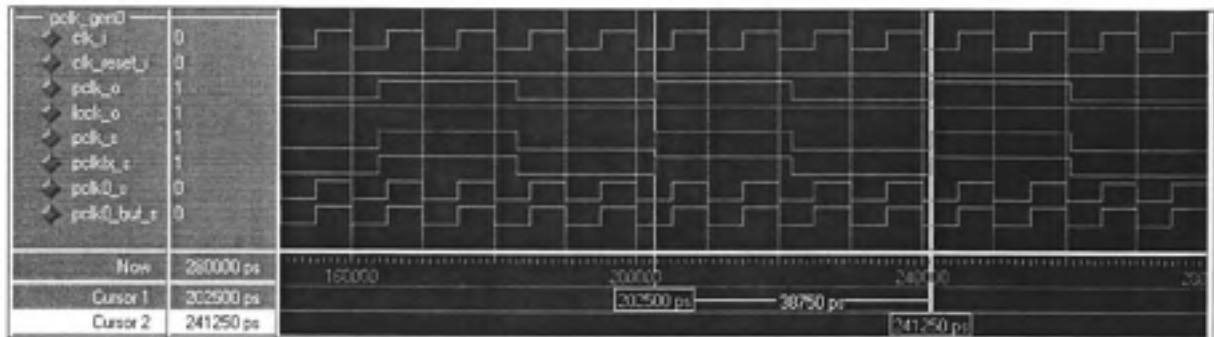 pclk_gen0
clk_i 0
clk_reset_i 0
pclk_o 1
lock_o 1
pclk_s 1
pclkfx_s 1
pclk0_s 0
pclk0_buf_s 0
Now 280000 ps
160000 200000 240000
Cursor 1 202500 ps 202500 ps 38750 ps
Cursor 2 241250 ps 241250 ps